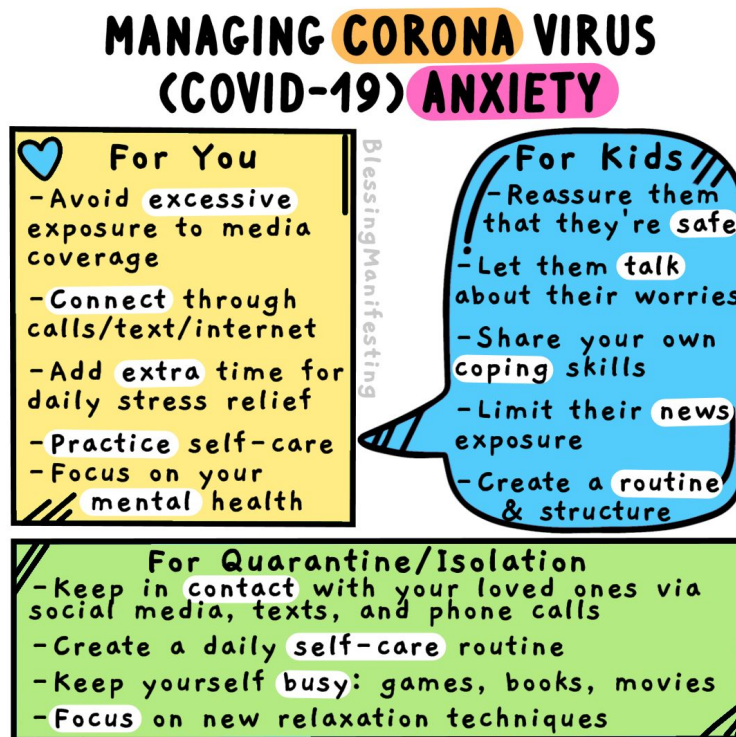 MANAGING CORONA VIRUS
(COVID-19) ANXIETY
For You
-Avoid excessive
exposure to media
coverage
-Connect through
calls/text/internet
-Add extra time for
daily stress relief
-Practice self-care
-Focus on your
mental health
BlessingManifesting
For Kids
-Reassure them
that they're safe
-Let them talk
about their worries
-Share your own
coping skills
-Limit their news
exposure
-Create a routine
& structure
For Quarantine/Isolation
-Keep in contact with your loved ones via
social media, texts, and phone calls
-Create a daily self-care routine
-Keep yourself busy: games, books, movies
-Focus on new relaxation techniques